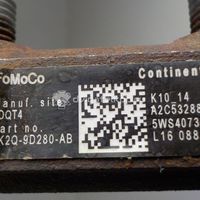 FoMoCo
Continent
anuf. site
DQT4
art no.
K2Q-9D280-AB
K10 14
A2C53288
5WS4073
L16 088